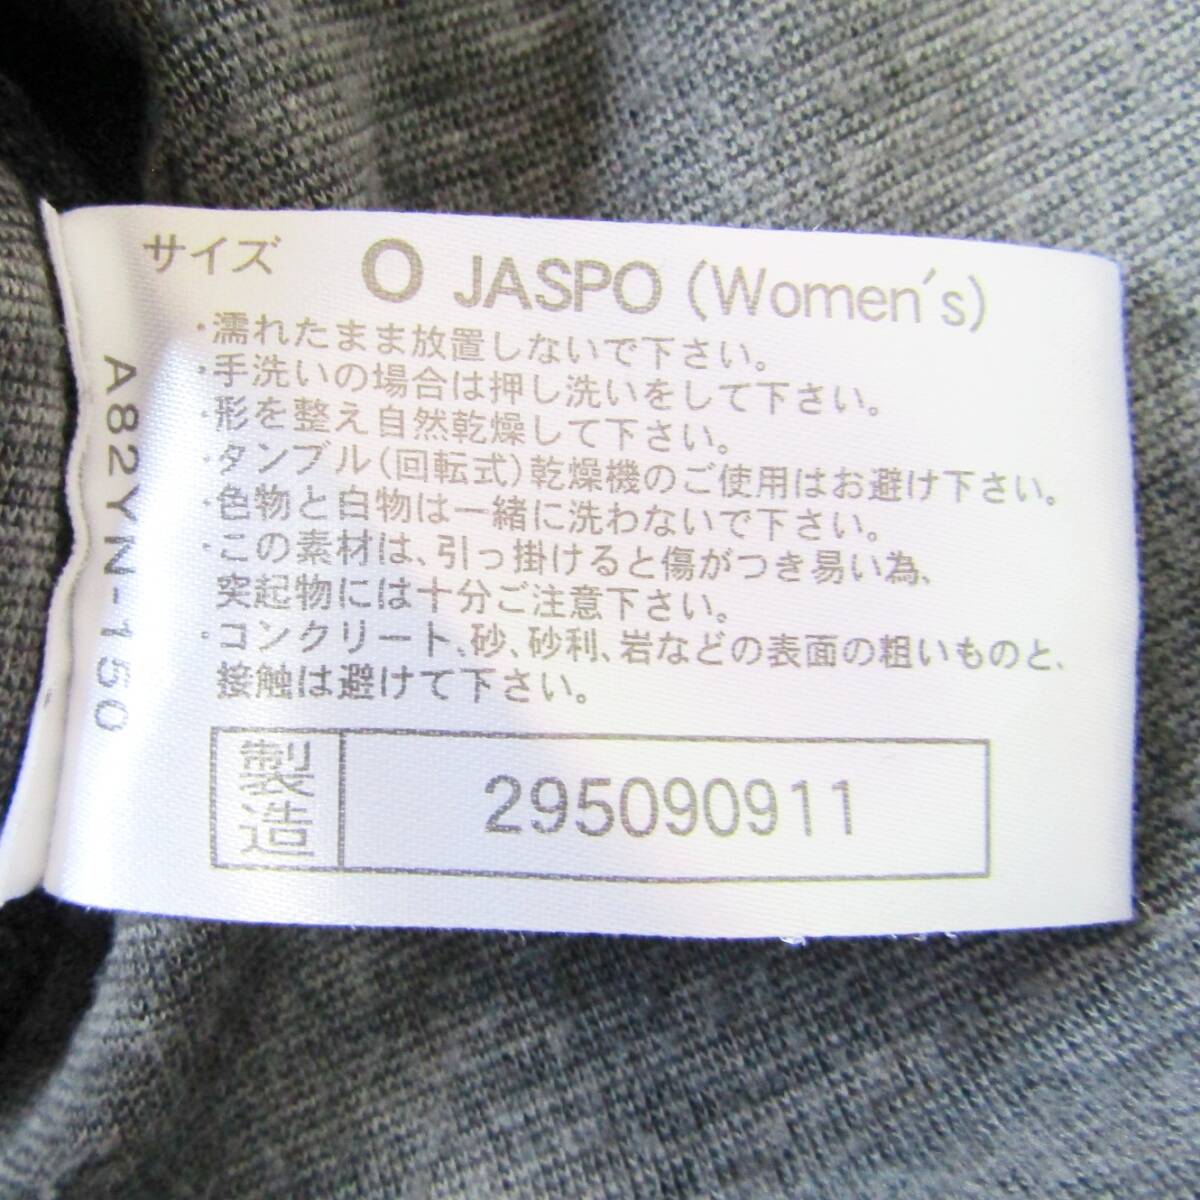 サイズ O JASPO (Women's)
・濡れたまま放置しないで下さい。
・手洗いの場合は押し洗いをして下さい。
・形を整え自然乾燥して下さい。
・タンブル(回転式)乾燥機のご使用はお避け下さい。
・色物と白物は一緒に洗わないで下さい。
・この素材は、引っ掛けると傷がつき易い為、
突起物には十分ご注意下さい。
・コンクリート、砂、砂利、岩などの表面の粗いものと、
接触は避けて下さい。
製造 295090911
A82YN-150